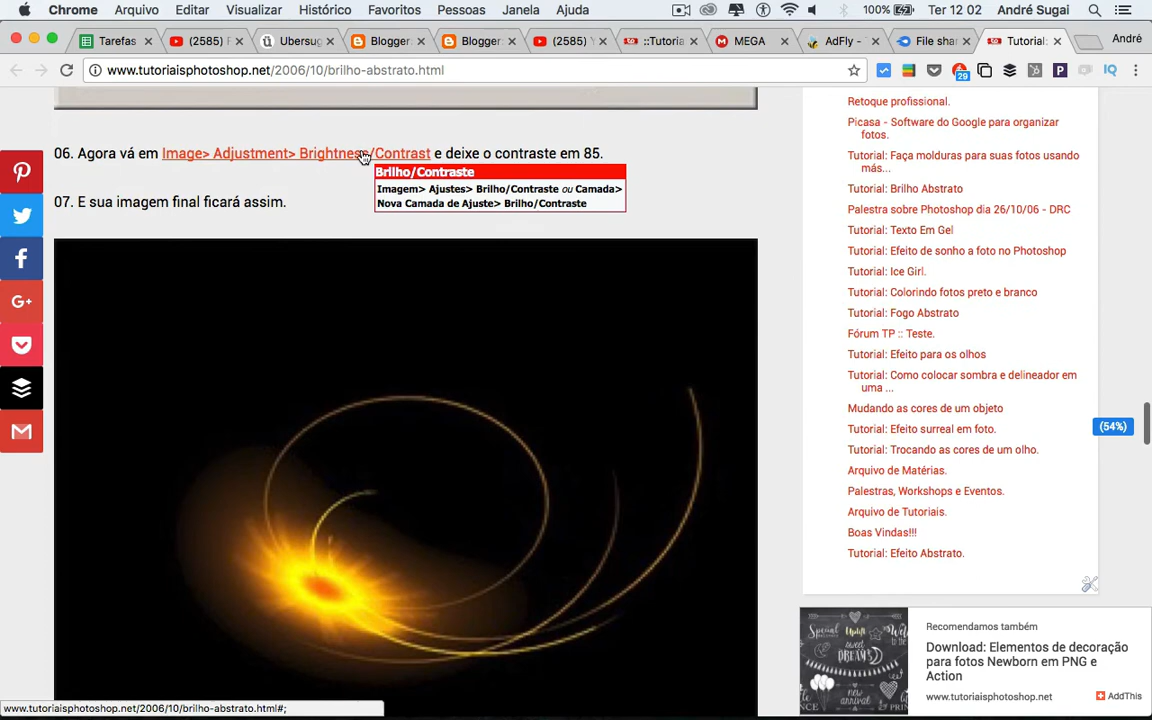 Chrome Arquivo Editar Visualizar Histórico Favoritos Pessoas Janela Ajuda 100% Ter 12 02 André Sugai
Tarefas (2585) F Ubersug Blogger: Blogger: (2585) Y ::Tutoria MEGA AdFly - File shar Tutorial: André
www.tutoriaisphotoshop.net/2006/10/brilho-abstrato.html
29
06. Agora vá em Image> Adjustment> Brightness/Contrast e deixe o contraste em 85.
Brilho/Contraste
Imagem> Ajustes> Brilho/Contraste ou Camada>
Nova Camada de Ajuste> Brilho/Contraste
07. E sua imagem final ficará assim.
Retoque profissional.
Picasa - Software do Google para organizar
fotos.
Tutorial: Faça molduras para suas fotos usando
más...
Tutorial: Brilho Abstrato
Palestra sobre Photoshop dia 26/10/06 - DRC
Tutorial: Texto Em Gel
Tutorial: Efeito de sonho a foto no Photoshop
Tutorial: Ice Girl.
Tutorial: Colorindo fotos preto e branco
Tutorial: Fogo Abstrato
Fórum TP :: Teste.
Tutorial: Efeito para os olhos
Tutorial: Como colocar sombra e delineador em
uma ...
Mudando as cores de um objeto
Tutorial: Efeito surreal em foto.
Tutorial: Trocando as cores de um olho.
Arquivo de Matérias.
Palestras, Workshops e Eventos.
Arquivo de Tutoriais.
Boas Vindas!!!
Tutorial: Efeito Abstrato.
(54%)
Recomendamos também
Download: Elementos de decoração
para fotos Newborn em PNG e
Action
www.tutoriaisphotoshop.net AddThis
www.tutoriaisphotoshop.net/2006/10/brilho-abstrato.html#;